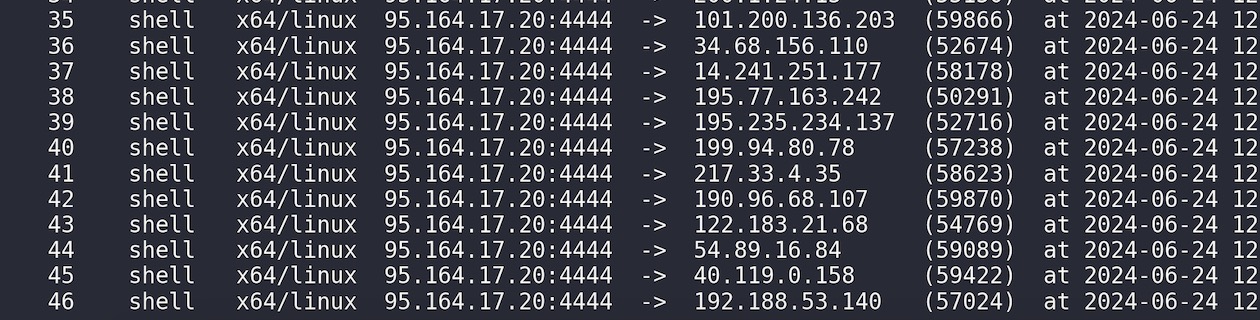 35 shell x64/linux 95.164.17.20:4444 -> 101.200.136.203 (59866) at 2024-06-24 12
36 shell x64/linux 95.164.17.20:4444 -> 34.68.156.110 (52674) at 2024-06-24 12
37 shell x64/linux 95.164.17.20:4444 -> 14.241.251.177 (58178) at 2024-06-24 12
38 shell x64/linux 95.164.17.20:4444 -> 195.77.163.242 (50291) at 2024-06-24 12
39 shell x64/linux 95.164.17.20:4444 -> 195.235.234.137 (52716) at 2024-06-24 12
40 shell x64/linux 95.164.17.20:4444 -> 199.94.80.78 (57238) at 2024-06-24 12
41 shell x64/linux 95.164.17.20:4444 -> 217.33.4.35 (58623) at 2024-06-24 12
42 shell x64/linux 95.164.17.20:4444 -> 190.96.68.107 (59870) at 2024-06-24 12
43 shell x64/linux 95.164.17.20:4444 -> 122.183.21.68 (54769) at 2024-06-24 12
44 shell x64/linux 95.164.17.20:4444 -> 54.89.16.84 (59089) at 2024-06-24 12
45 shell x64/linux 95.164.17.20:4444 -> 40.119.0.158 (59422) at 2024-06-24 12
46 shell x64/linux 95.164.17.20:4444 -> 192.188.53.140 (57024) at 2024-06-24 12